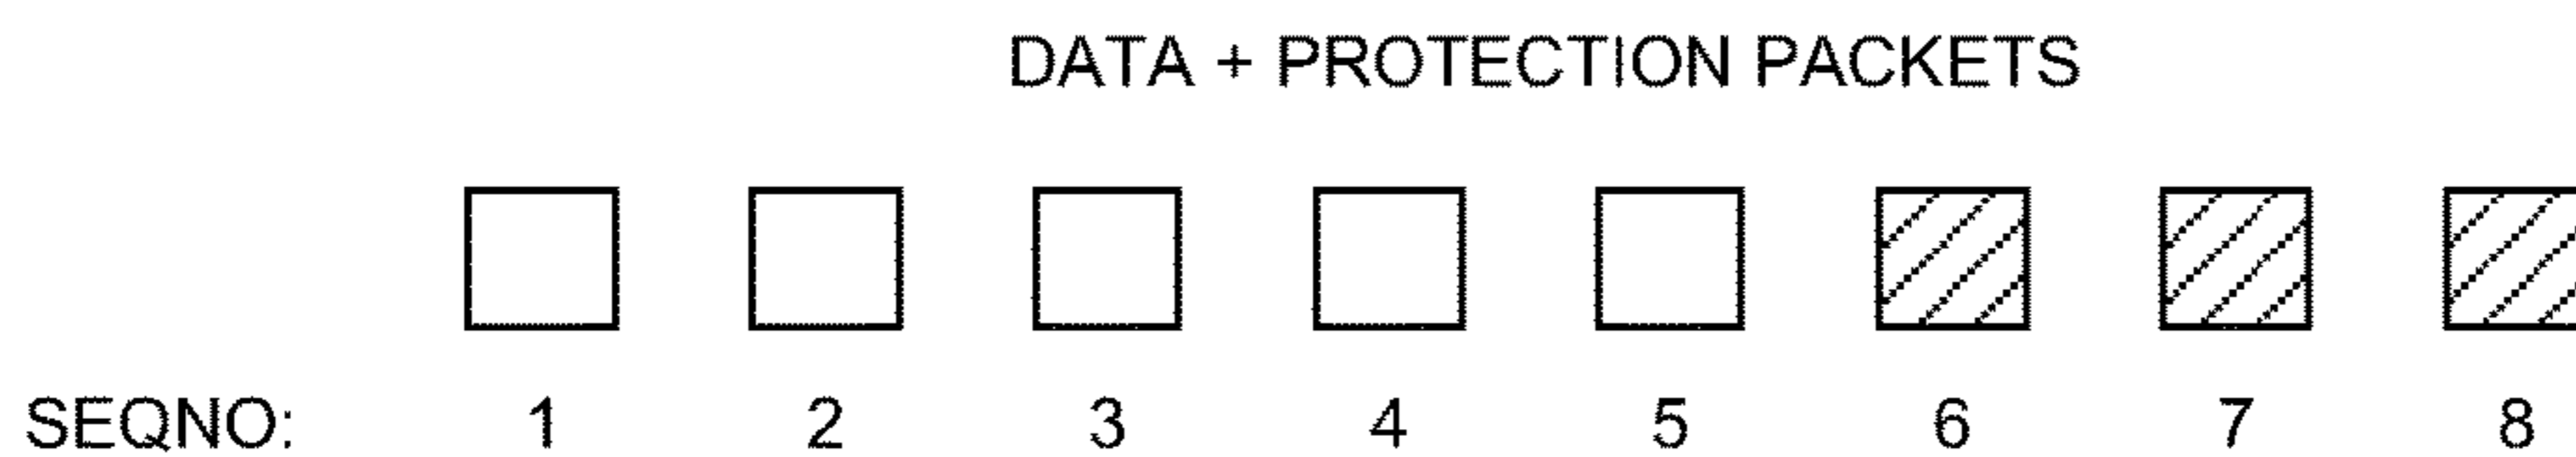 DATA + PROTECTION PACKETS
SEQNO: 1 2 3 4 5 6 7 8